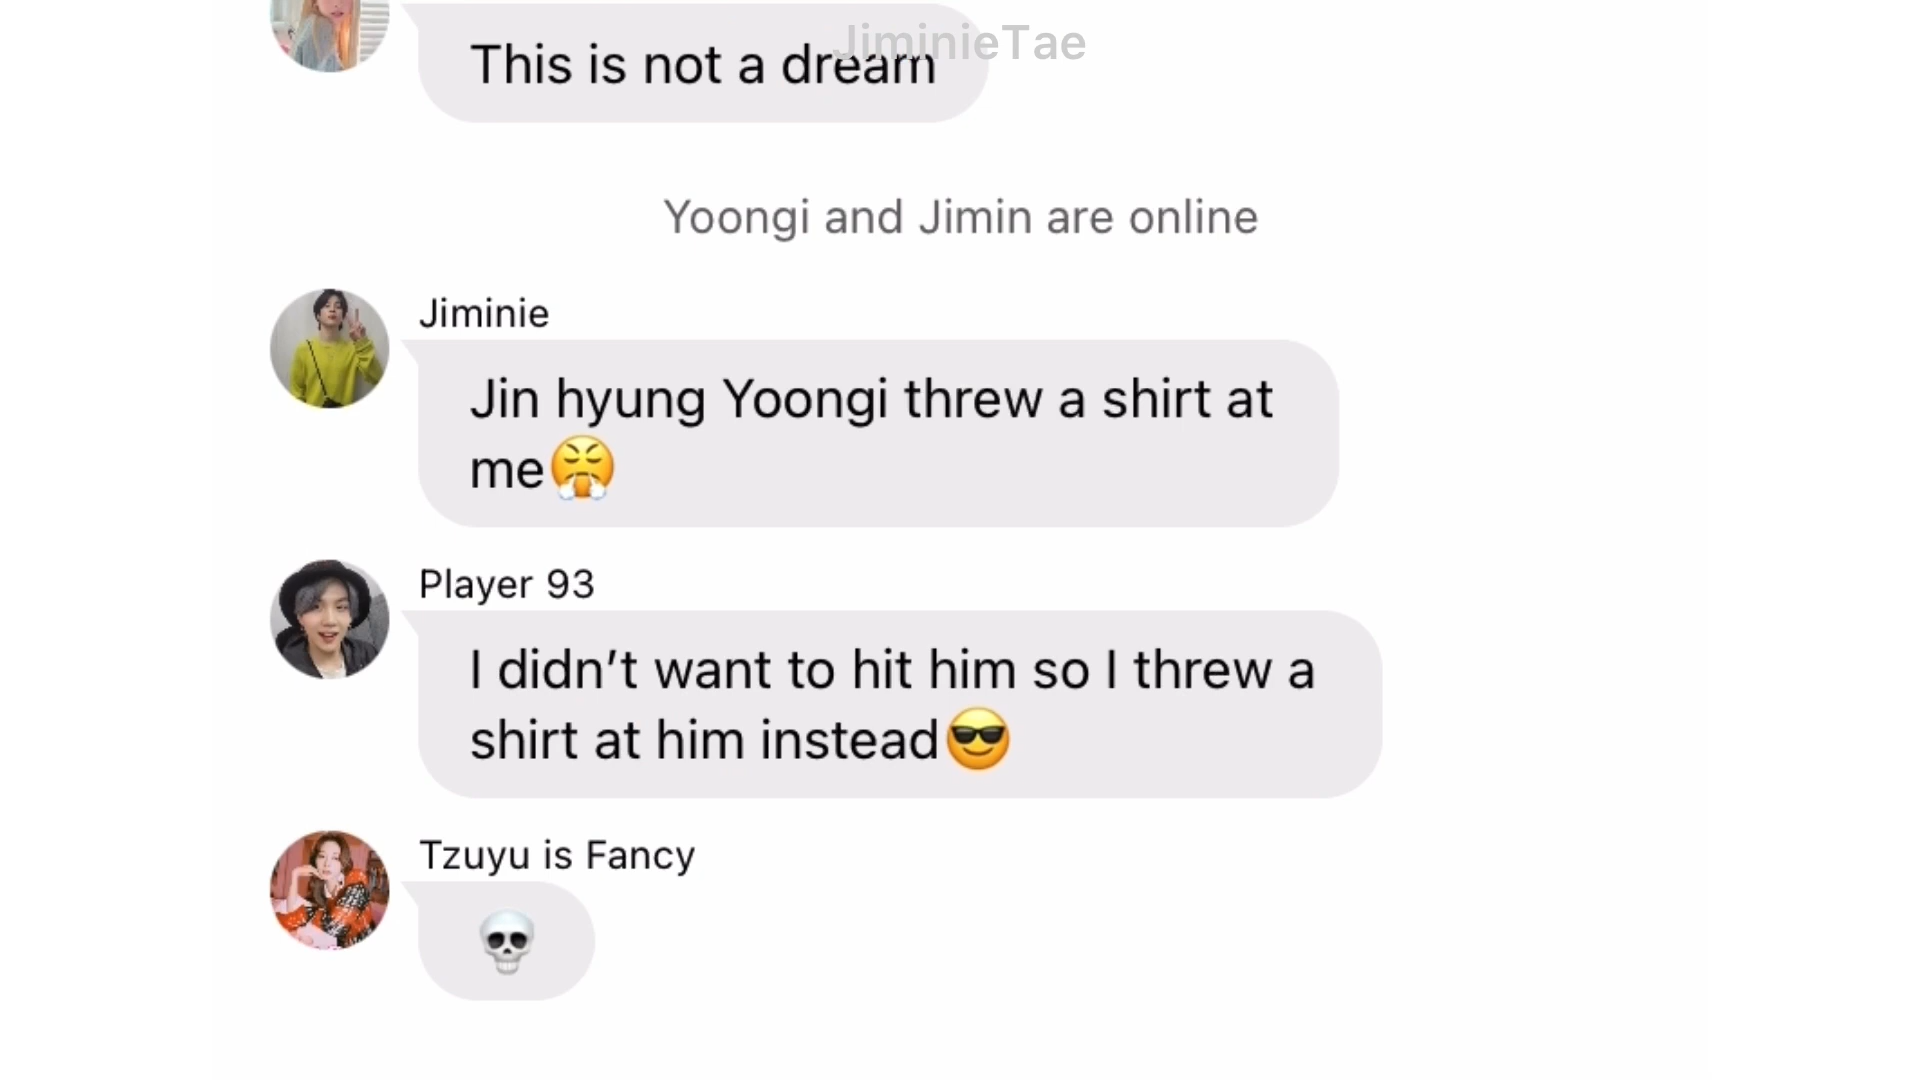 JiminieTae
This is not a dream
Yoongi and Jimin are online
Jiminie
Jin hyung Yoongi threw a shirt at
me😤
Player 93
I didn’t want to hit him so I threw a
shirt at him instead😎
Tzuyu is Fancy
💀